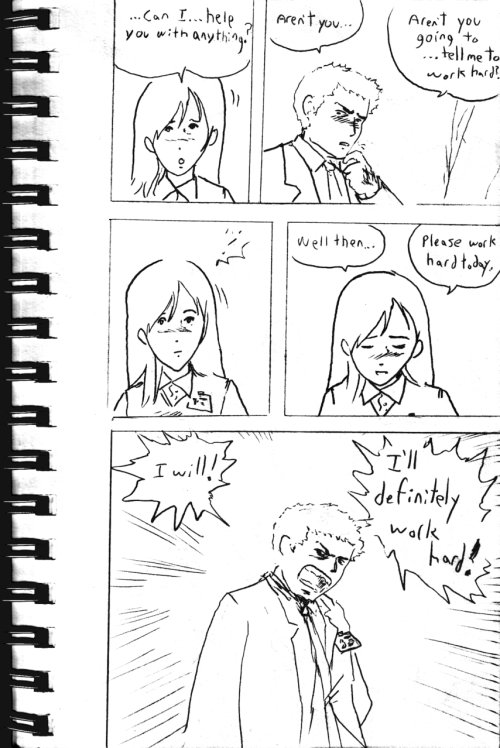 ...Can I...help
you with anything?
Aren't you...
Aren't you
going to
...tell me to
work hard?
Well then...
Please work
hard today.
I will!
I'll
definitely
work
hard!